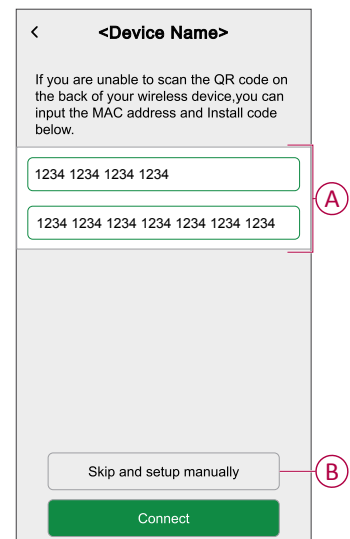 <Device Name>
If you are unable to scan the QR code on
the back of your wireless device,you can
input the MAC address and Install code
below.
1234 1234 1234 1234
A
1234 1234 1234 1234 1234 1234 1234
Skip and setup manually
B
Connect